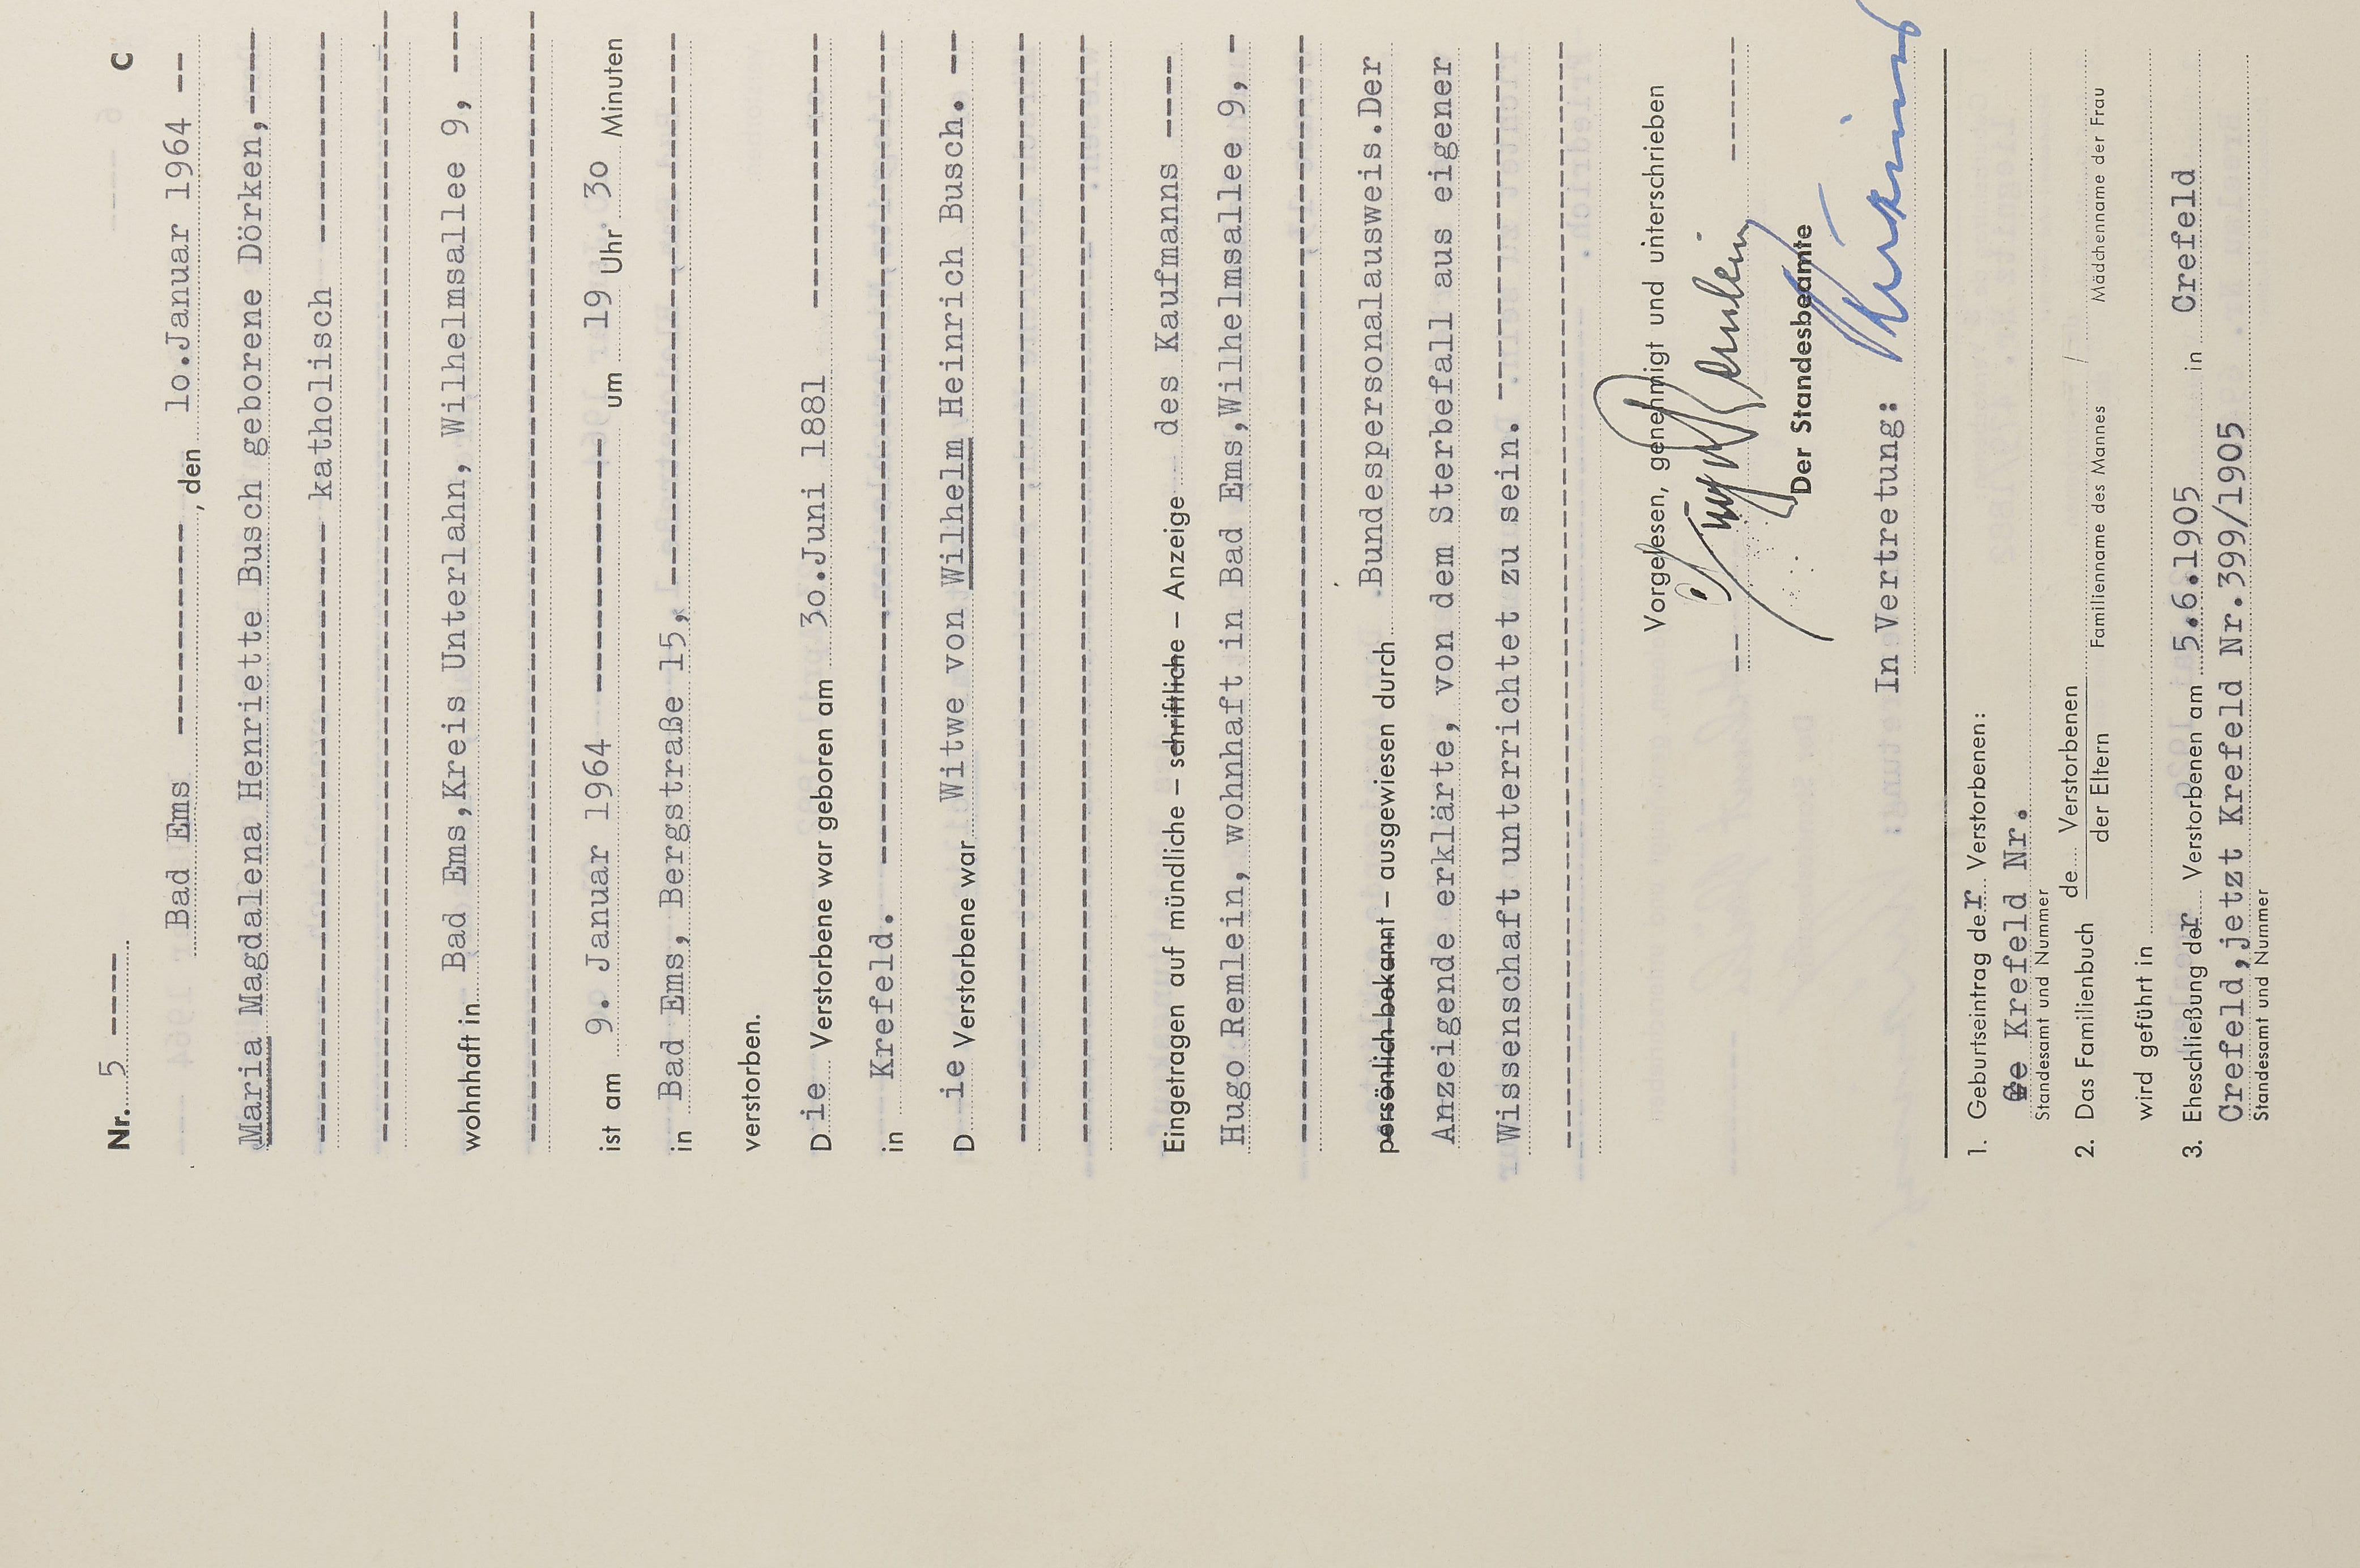 Nr. 5 ---- C
Bad Ems ------------, den 10.Januar 1964 --
Maria Magdalena Henriette Busch geborene Dörken,----
---------------------- katholisch ------------
wohnhaft in Bad Ems,Kreis Unterlahn, Wilhelmsallee 9, ---
ist am 9. Januar 1964 --------------- um 19 Uhr 30 Minuten
in Bad Ems, Bergstraße 15, --------------------------------
verstorben.
Die Verstorbene war geboren am 30.Juni 1881 ---------------
in Krefeld. -----------------------------------------------
Die Verstorbene war Witwe von Wilhelm Heinrich Busch. --
Eingetragen auf mündliche – schriftliche – Anzeige des Kaufmanns ----
Hugo Remlein, wohnhaft in Bad Ems,Wilhelmsallee 9, -
persönlich bekannt – ausgewiesen durch Bundespersonalausweis.Der
Anzeigende erklärte, von dem Sterbefall aus eigener
Wissenschaft unterrichtet zu sein. --------------------
Vorgelesen, genehmigt und unterschrieben
-- Remlein -------
Der Standesbeamte
In Vertretung:
1. Geburtseintrag der Verstorbenen:
Krefeld Nr.
Standesamt und Nummer
2. Das Familienbuch de Verstorbenen
der Eltern Familienname des Mannes / Mädchenname der Frau
wird geführt in
3. Eheschließung der Verstorbenen am 5.6.1905 in Crefeld
Crefeld,jetzt Krefeld Nr.399/1905
Standesamt und Nummer